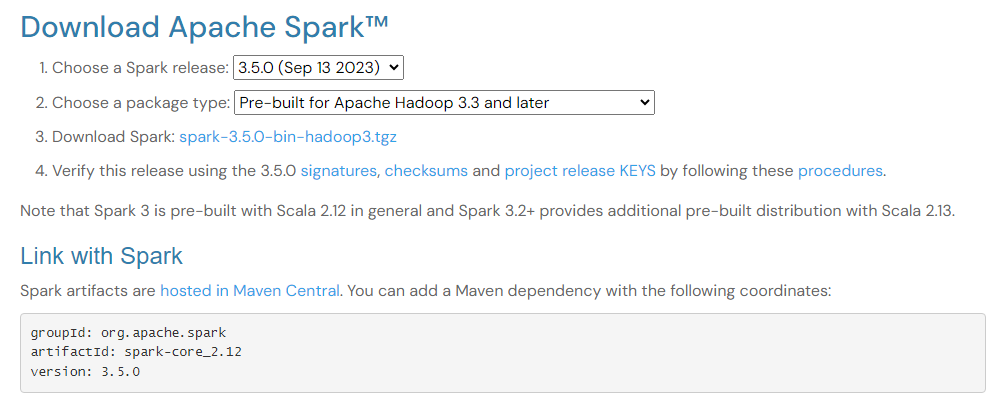 Download Apache Spark™
1. Choose a Spark release: 3.5.0 (Sep 13 2023)
2. Choose a package type: Pre-built for Apache Hadoop 3.3 and later
3. Download Spark: spark-3.5.0-bin-hadoop3.tgz
4. Verify this release using the 3.5.0 signatures, checksums and project release KEYS by following these procedures.
Note that Spark 3 is pre-built with Scala 2.12 in general and Spark 3.2+ provides additional pre-built distribution with Scala 2.13.
Link with Spark
Spark artifacts are hosted in Maven Central. You can add a Maven dependency with the following coordinates:
groupId: org.apache.spark
artifactId: spark-core_2.12
version: 3.5.0